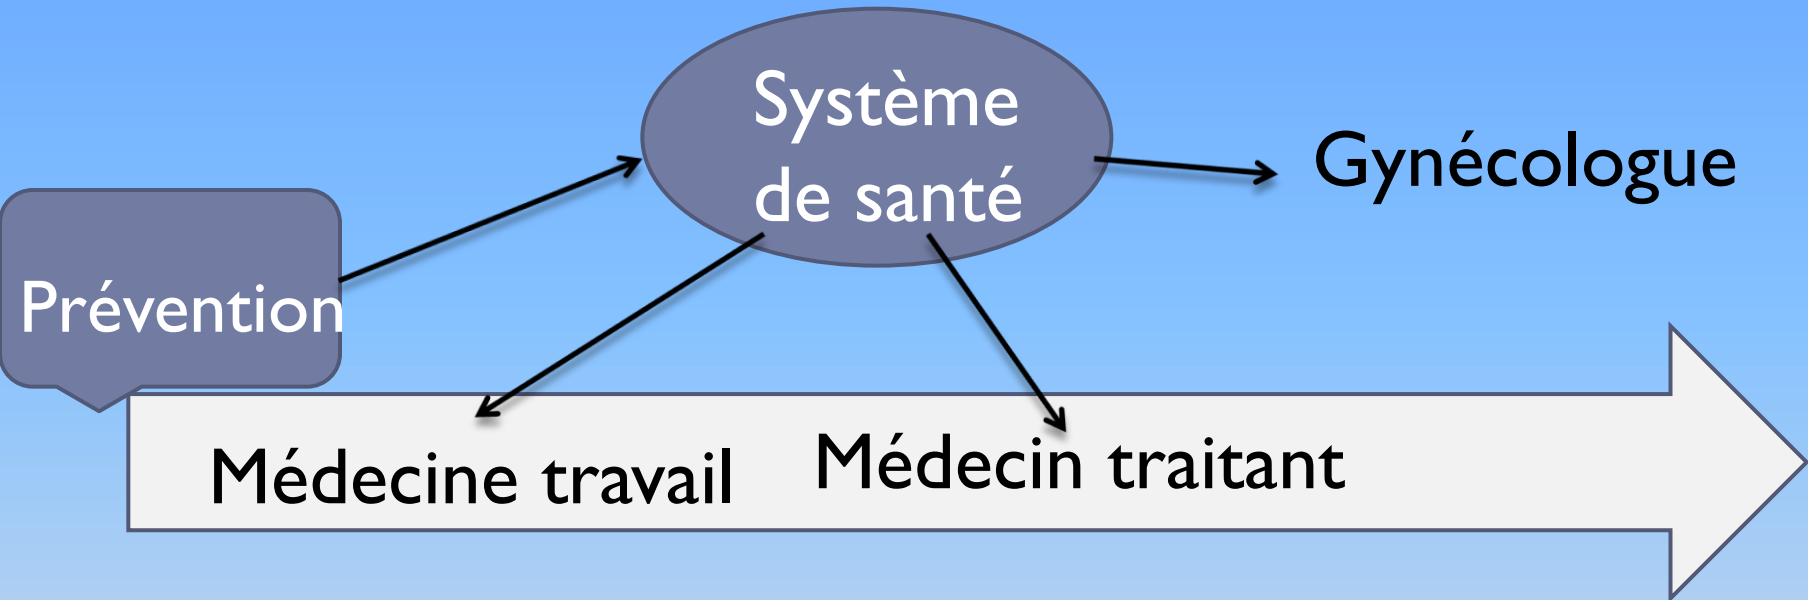 Système
de santé
Gynécologue
Prévention
Médecine travail
Médecin traitant